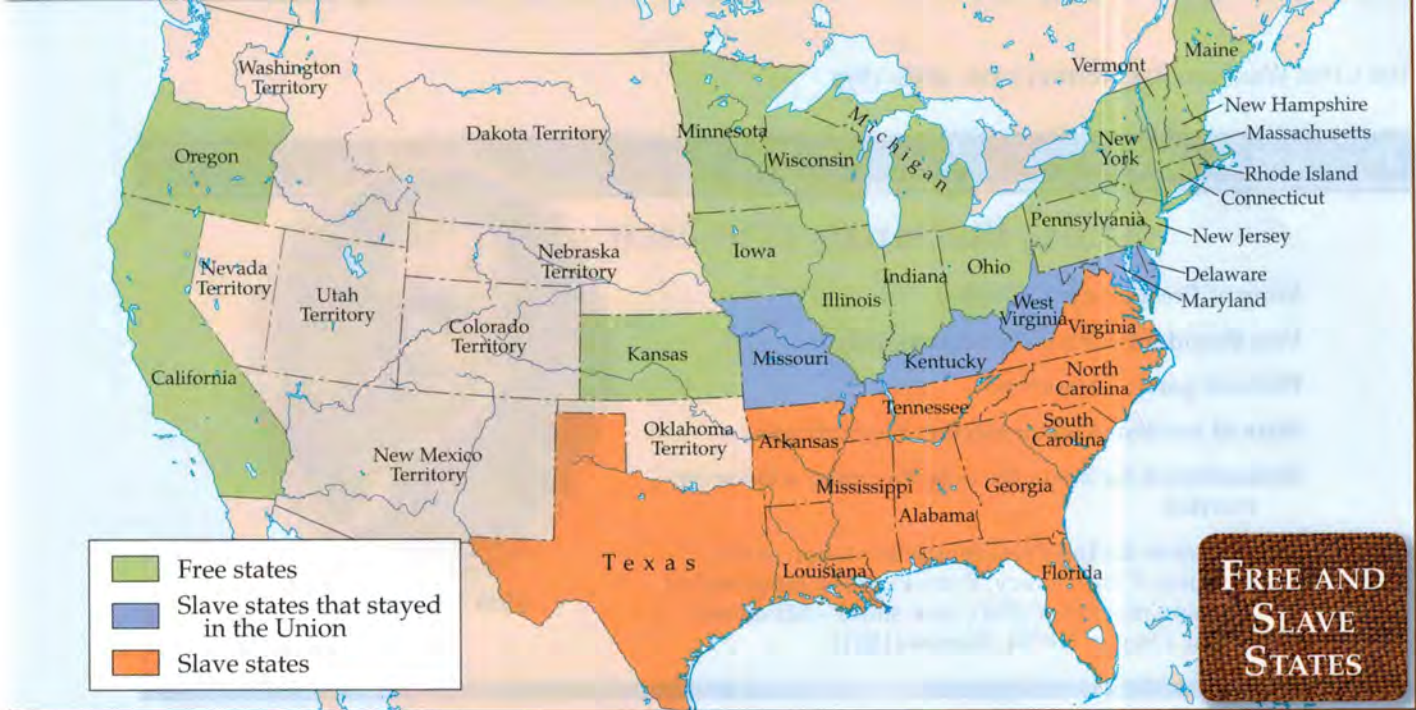 Washington
Territory
Dakota Territory
Minnesota
Oregon
Wisconsin
Michigan
Vermont
Maine
New Hampshire
Massachusetts
New
York
Rhode Island
Connecticut
Pennsylvania
New Jersey
Nevada
Territory
Utah
Territory
Nebraska
Territory
Iowa
Illinois
Indiana
Ohio
Delaware
Maryland
West
Virginia
Virginia
Colorado
Territory
Kansas
Missouri
Kentucky
California
North
Carolina
Tennessee
South
Carolina
New Mexico
Territory
Oklahoma
Territory
Arkansas
Mississippi
Alabama
Georgia
Texas
Louisiana
Florida
Free states
Slave states that stayed
in the Union
Slave states
FREE AND
SLAVE
STATES